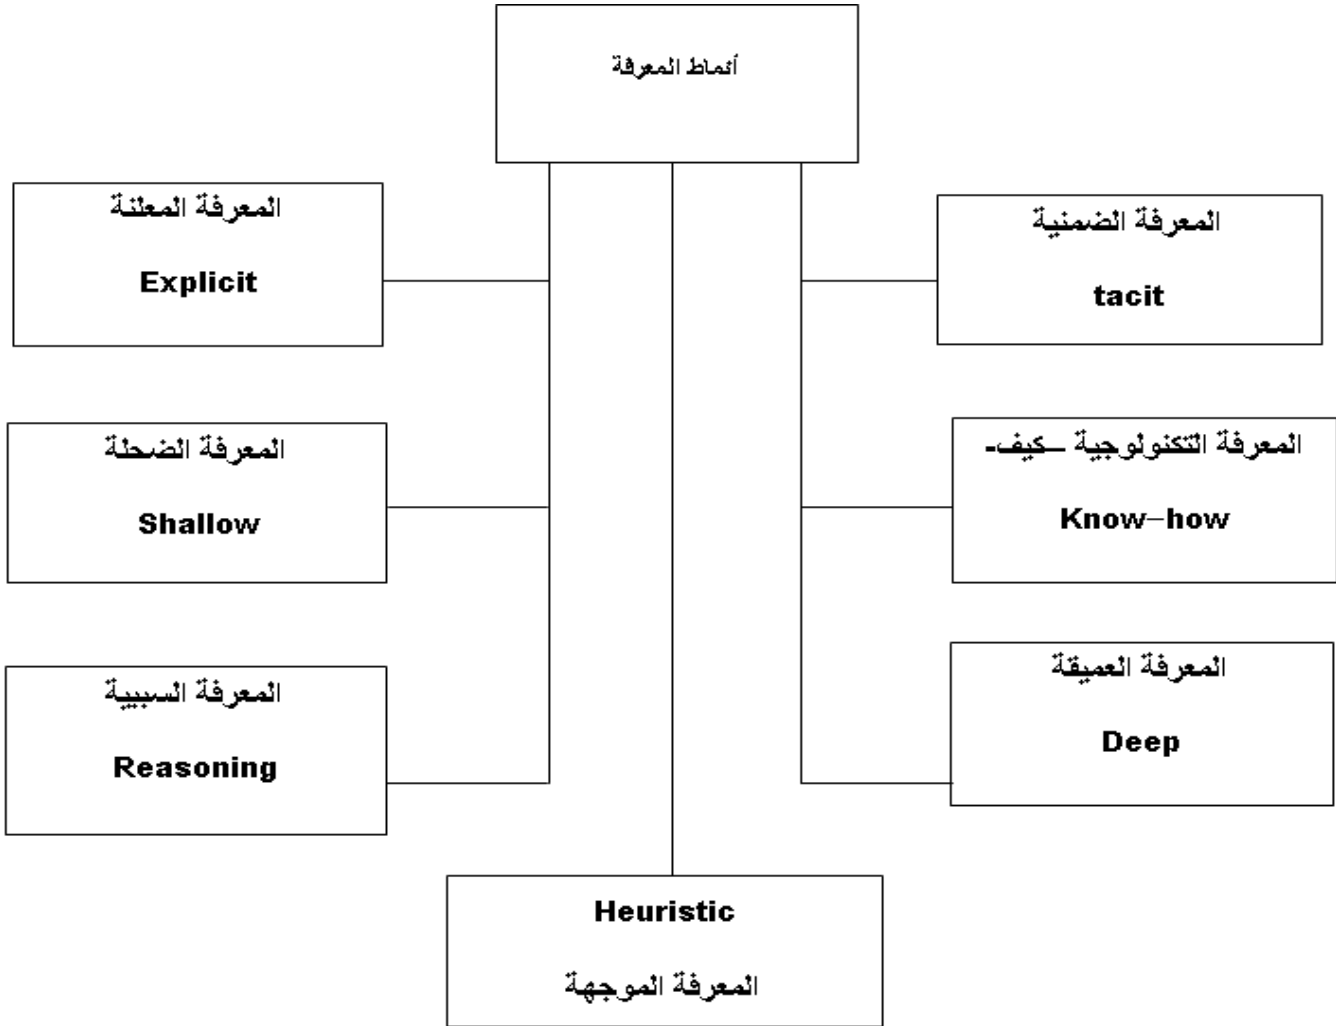 أنماط المعرفة
المعرفة الضمنية
tacit
المعرفة المعلنة
Explicit
المعرفة التكنولوجية –كيف-
Know–how
المعرفة الضحلة
Shallow
المعرفة العميقة
Deep
المعرفة السببية
Reasoning
Heuristic
المعرفة الموجهة